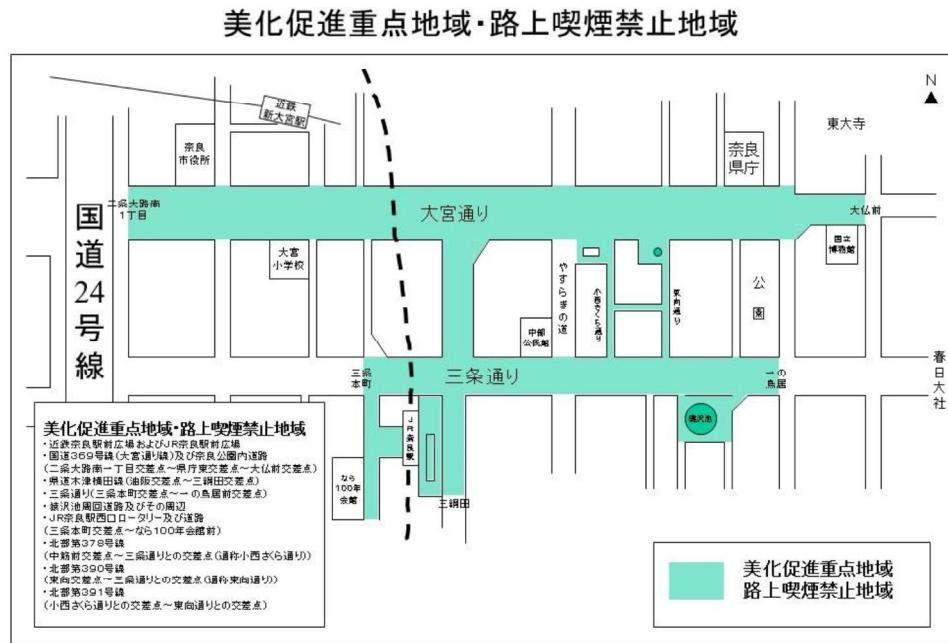 美化促進重点地域・路上喫煙禁止地域
N
近鉄
新大宮駅
奈良
市役所
奈良
県庁
東大寺
二条大路南
1丁目
大宮通り
大仏前
国道24号線
大宮
小学校
やすらぎの道
小西さくら通り
東向通り
公園
国立
博物館
中部
公民館
三条
本町
三条通り
一の
鳥居
春日大社
JR奈良駅
猿沢池
なら
100年
会館
三綱田
美化促進重点地域・路上喫煙禁止地域
・近鉄奈良駅前広場およびJR奈良駅前広場
・国道369号線(大宮通り線)及び奈良公園内道路
(二条大路南一丁目交差点～県庁東交差点～大仏前交差点)
・県道木津横田線(油阪交差点～三綱田交差点)
・三条通り(三条本町交差点～一の鳥居前交差点)
・猿沢池周回道路及びその周辺
・JR奈良駅西口ロータリー及び道路
(三条本町交差点～なら100年会館前)
・北部第378号線
(中筋前交差点～三条通りとの交差点(通称小西さくら通り))
・北部第390号線
(東向交差点～三条通りとの交差点(通称東向通り))
・北部第391号線
(小西さくら通りとの交差点～東向通りとの交差点)
美化促進重点地域
路上喫煙禁止地域